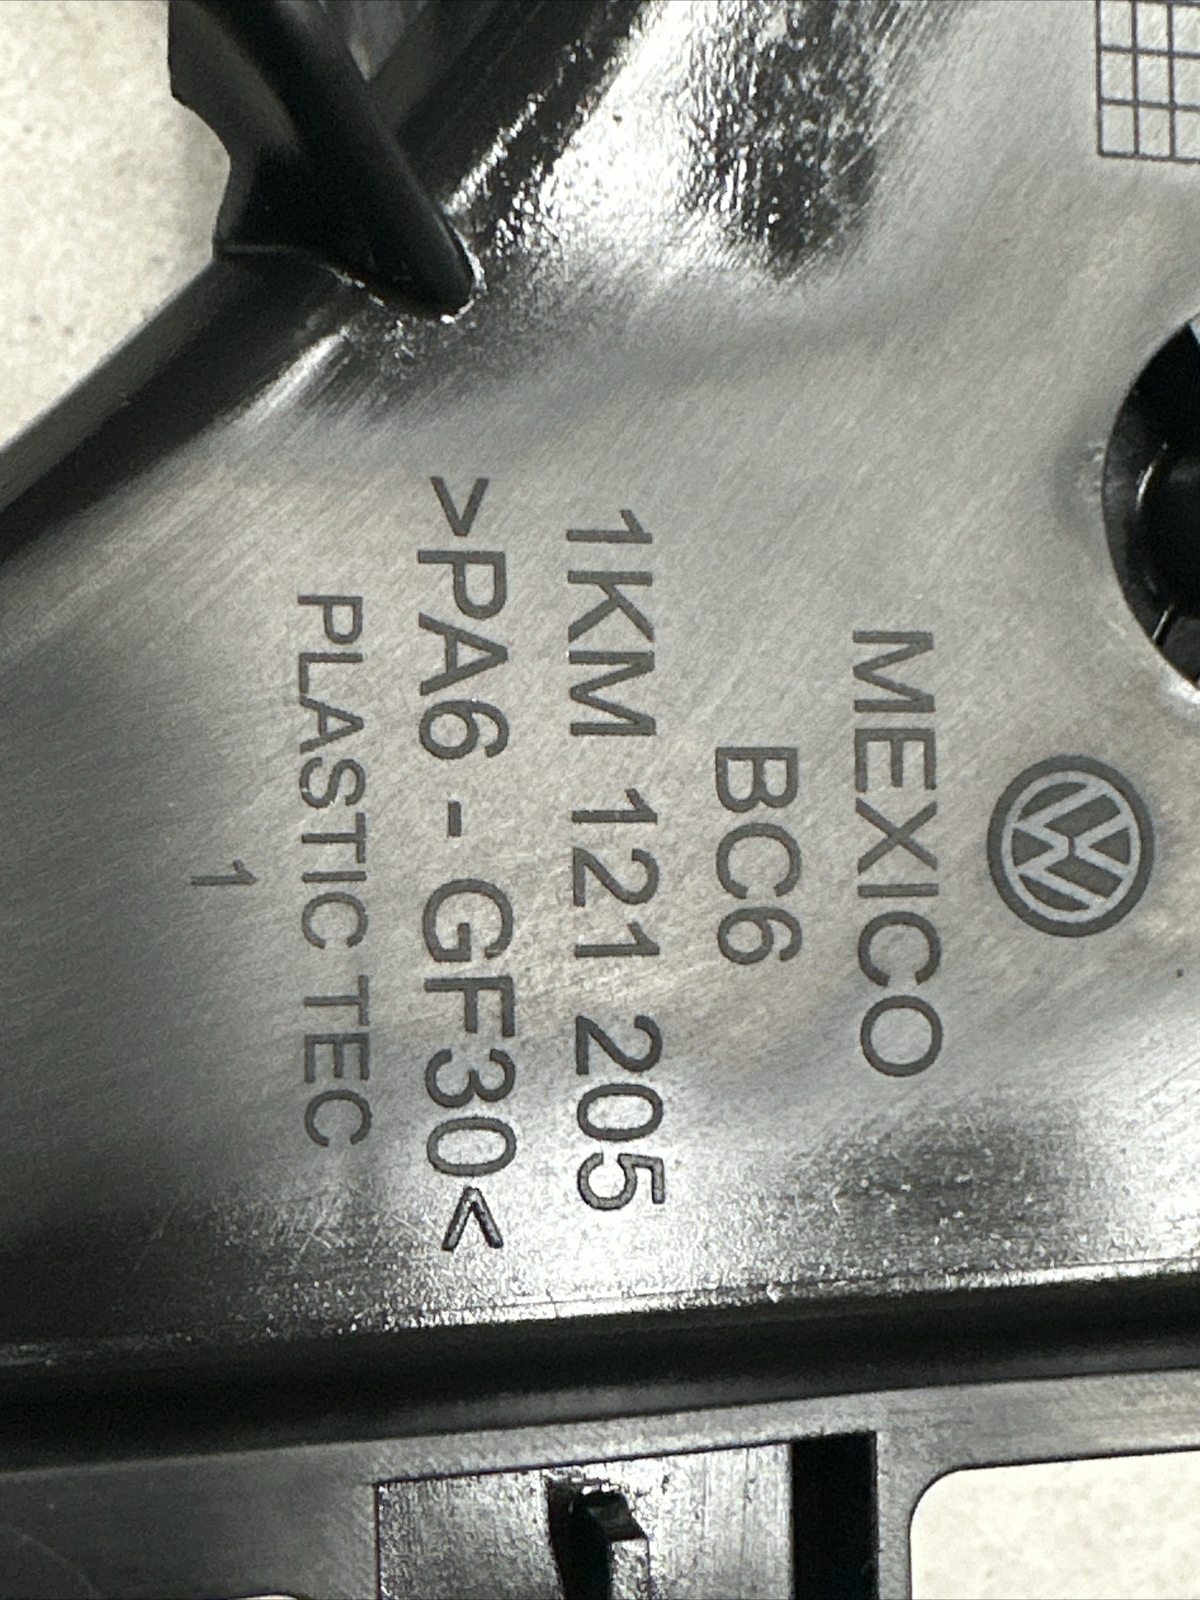 MEXICO
BC6
1KM 121 205
>PA6 - GF30<
PLASTIC TEC
1